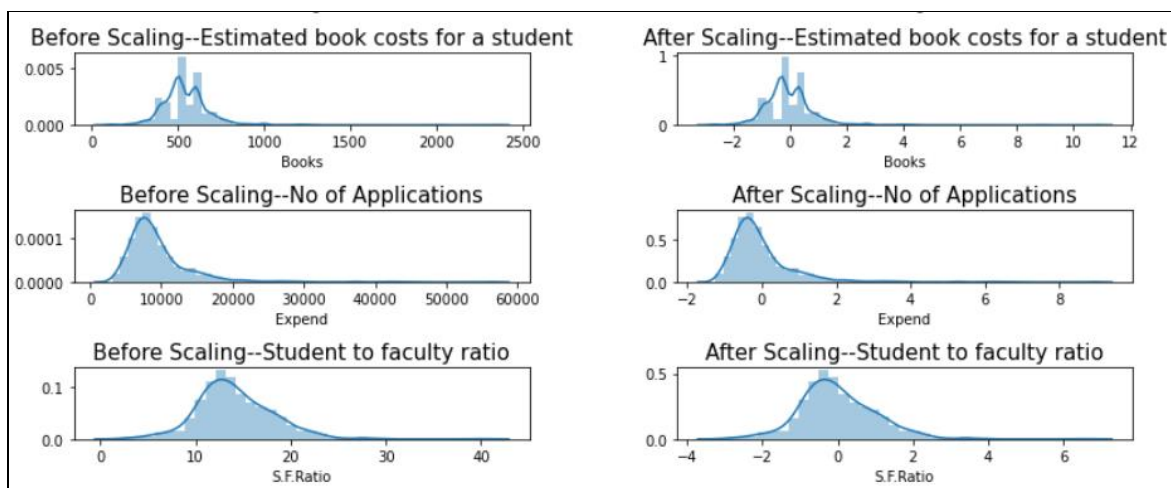 Before Scaling--Estimated book costs for a student
After Scaling--Estimated book costs for a student
0.005
0.000
0 500 1000 1500 2000 2500
Books
1
0
−2 0 2 4 6 8 10 12
Books
Before Scaling--No of Applications
After Scaling--No of Applications
0.0001
0.0000
0 10000 20000 30000 40000 50000 60000
Expend
0.5
0.0
−2 0 2 4 6 8
Expend
Before Scaling--Student to faculty ratio
After Scaling--Student to faculty ratio
0.1
0.0
0 10 20 30 40
S.F.Ratio
0.5
0.0
−4 −2 0 2 4 6
S.F.Ratio